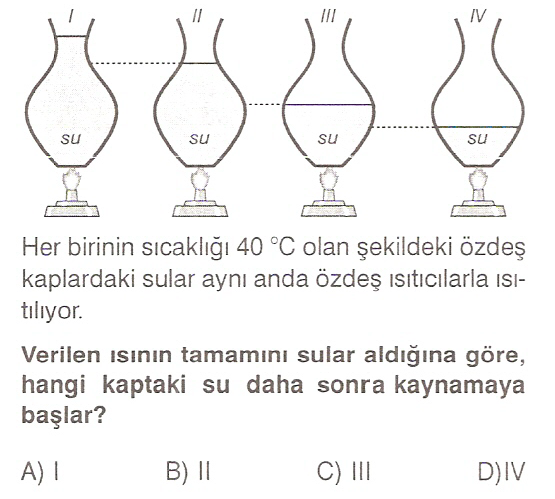 I II III IV
su su su su
Her birinin sıcaklığı 40 °C olan şekildeki özdeş
kaplardaki sular aynı anda özdeş ısıtıcılarla ısı-
tılıyor.
Verilen ısının tamamını sular aldığına göre,
hangi kaptaki su daha sonra kaynamaya
başlar?
A) I B) II C) III D)IV